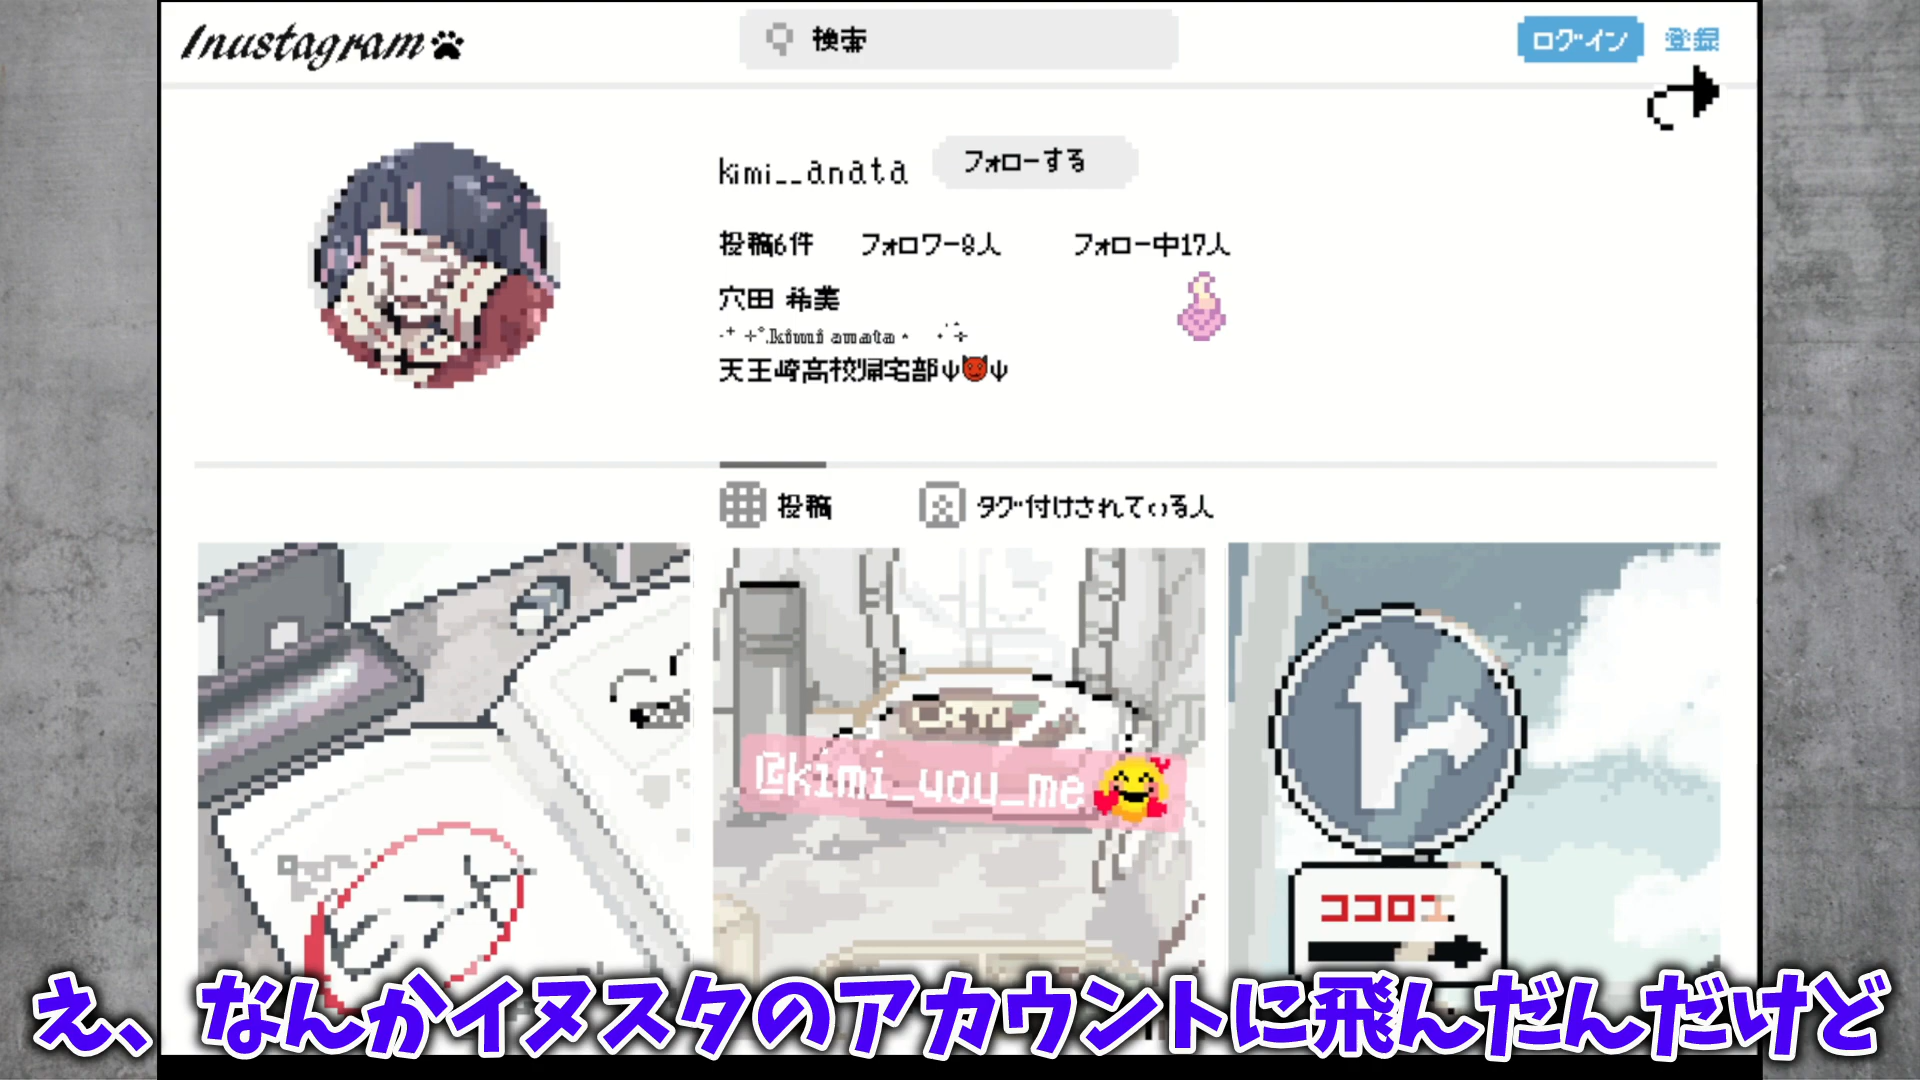 Inustagram
検索
ログイン
登録
kimi__anata
フォローする
投稿6件
フォロワー8人
フォロー中17人
穴田 希美
.kimi anata
天王崎高校帰宅部ψ😈ψ
投稿
タグ付けされている人
@kimi_you_me
ココロエ
え、なんかイヌスタのアカウントに飛んだんだけど